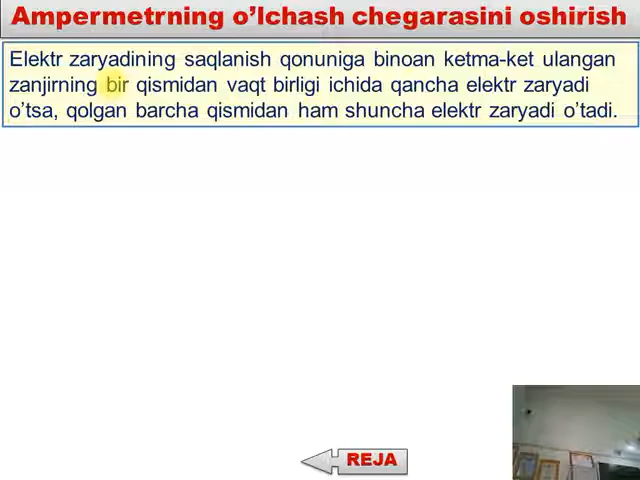 Ampermetrning o’lchash chegarasini oshirish
Elektr zaryadining saqlanish qonuniga binoan ketma-ket ulangan
zanjirning bir qismidan vaqt birligi ichida qancha elektr zaryadi
o’tsa, qolgan barcha qismidan ham shuncha elektr zaryadi o’tadi.
REJA